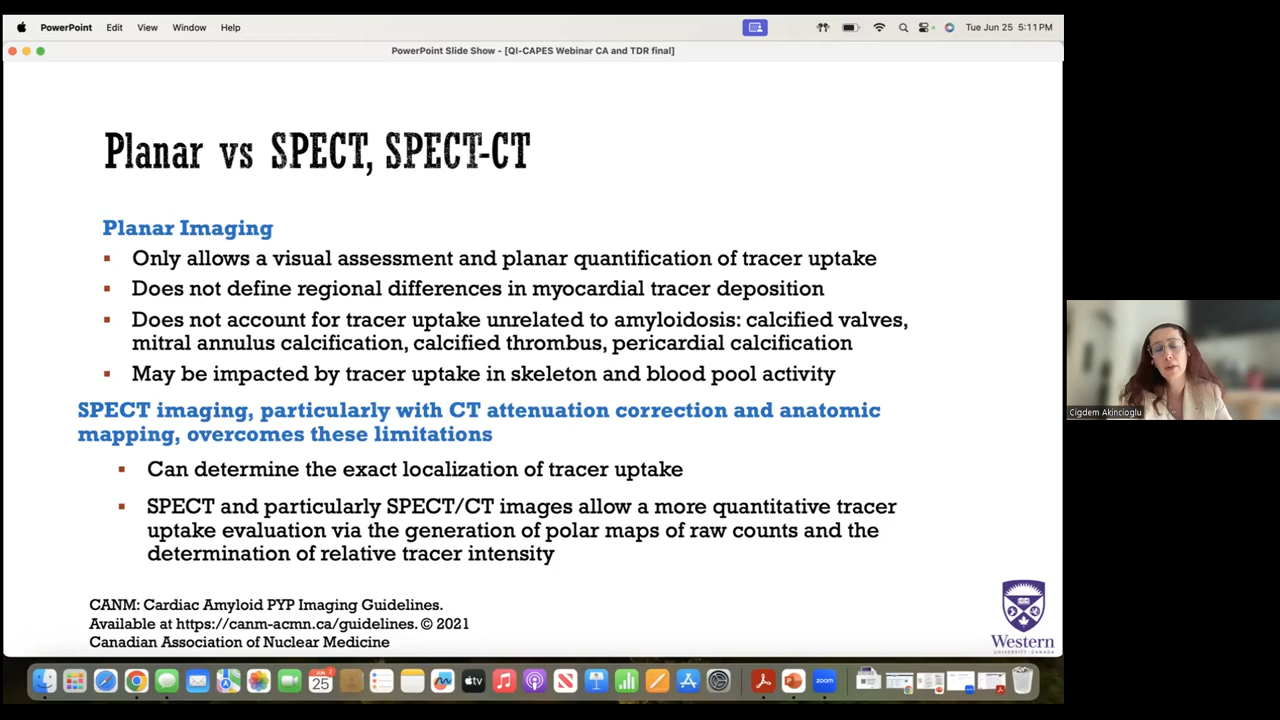 PowerPoint Edit View Window Help Tue Jun 25 5:11 PM
PowerPoint Slide Show - [QI-CAPES Webinar CA and TDR final]
Planar vs SPECT, SPECT-CT
Planar Imaging
Only allows a visual assessment and planar quantification of tracer uptake
Does not define regional differences in myocardial tracer deposition
Does not account for tracer uptake unrelated to amyloidosis: calcified valves,
mitral annulus calcification, calcified thrombus, pericardial calcification
May be impacted by tracer uptake in skeleton and blood pool activity
SPECT imaging, particularly with CT attenuation correction and anatomic
mapping, overcomes these limitations
Can determine the exact localization of tracer uptake
SPECT and particularly SPECT/CT images allow a more quantitative tracer
uptake evaluation via the generation of polar maps of raw counts and the
determination of relative tracer intensity
CANM: Cardiac Amyloid PYP Imaging Guidelines.
Available at https://canm-acmn.ca/guidelines. © 2021
Canadian Association of Nuclear Medicine
Western
UNIVERSITY · CANADA
Cigdem Akincioglu
25
tv
zoom